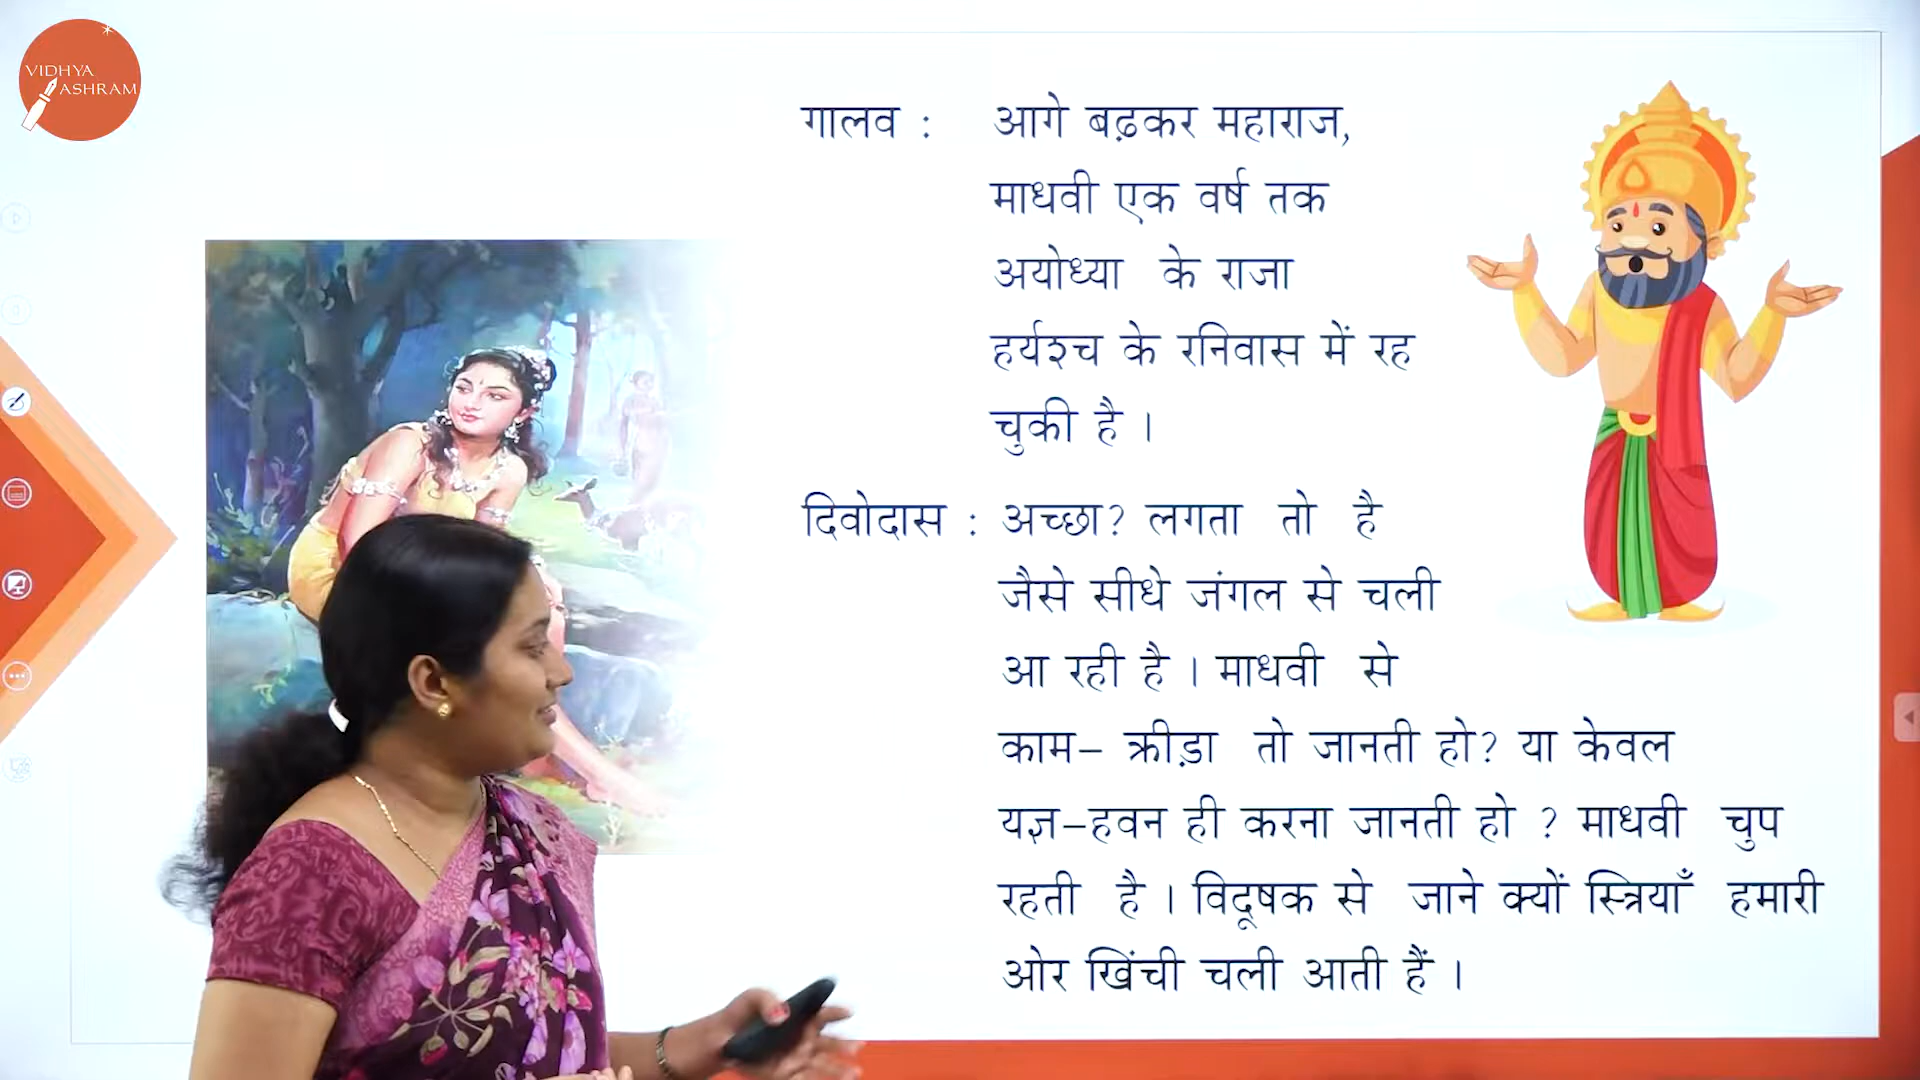 VIDHYA
ASHRAM
गालव : आगे बढ़कर महाराज,
माधवी एक वर्ष तक
अयोध्या के राजा
हर्यश्च के रनिवास में रह
चुकी है ।
दिवोदास : अच्छा? लगता तो है
जैसे सीधे जंगल से चली
आ रही है । माधवी से
काम- क्रीड़ा तो जानती हो? या केवल
यज्ञ-हवन ही करना जानती हो ? माधवी चुप
रहती है । विदूषक से जाने क्यों स्त्रियाँ हमारी
ओर खिंची चली आती हैं ।